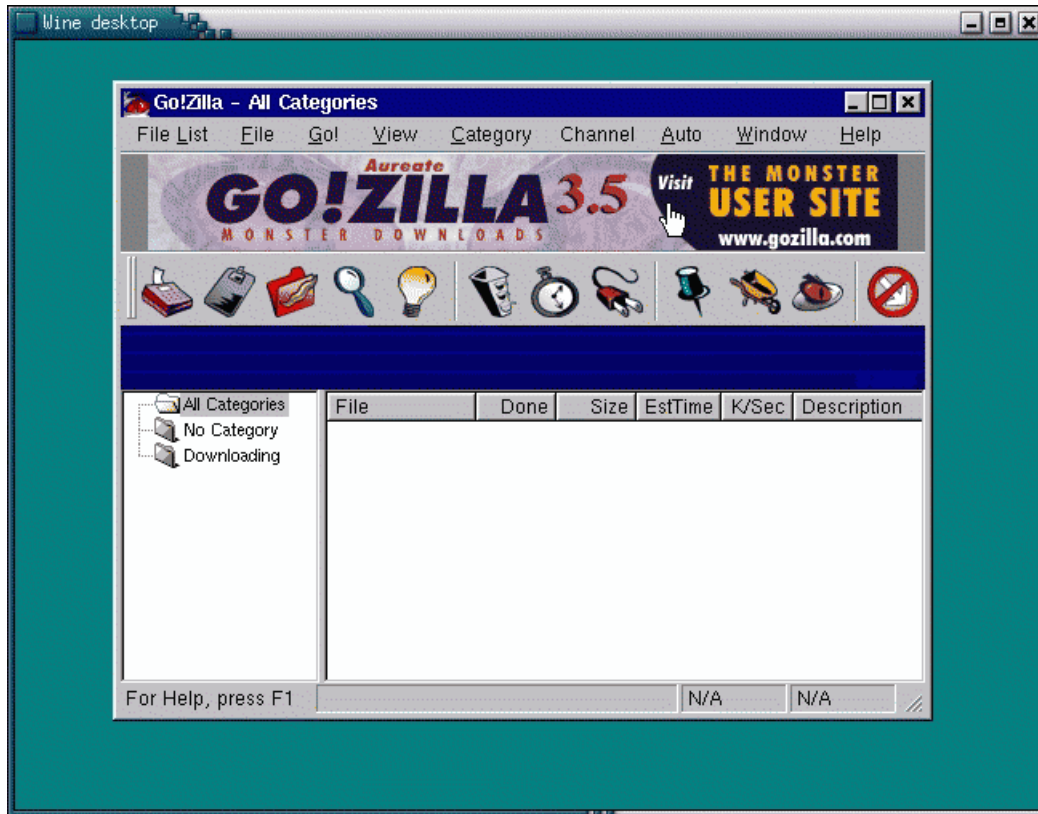 Wine desktop
Go!Zilla - All Categories
File List File Go! View Category Channel Auto Window Help
Aureate
GO!ZILLA 3.5
MONSTER DOWNLOADS
Visit THE MONSTER
USER SITE
www.gozilla.com
All Categories
No Category
Downloading
File Done Size EstTime K/Sec Description
For Help, press F1 N/A N/A